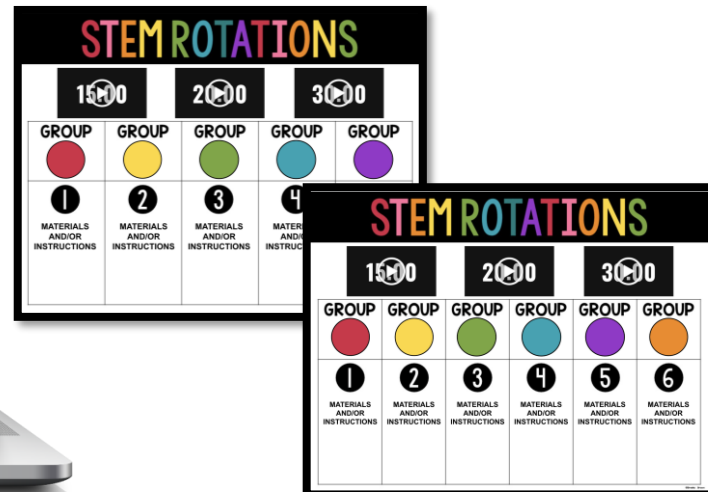 STEM ROTATIONS
15:00 20:00 30:00
GROUP GROUP GROUP GROUP GROUP
1 2 3 4
MATERIALS MATERIALS MATERIALS
AND/OR AND/OR AND/OR
INSTRUCTIONS INSTRUCTIONS INSTRUCTIONS
STEM ROTATIONS
15:00 20:00 30:00
GROUP GROUP GROUP GROUP GROUP GROUP
1 2 3 4 5 6
MATERIALS MATERIALS MATERIALS MATERIALS MATERIALS MATERIALS
AND/OR AND/OR AND/OR AND/OR AND/OR AND/OR
INSTRUCTIONS INSTRUCTIONS INSTRUCTIONS INSTRUCTIONS INSTRUCTIONS INSTRUCTIONS